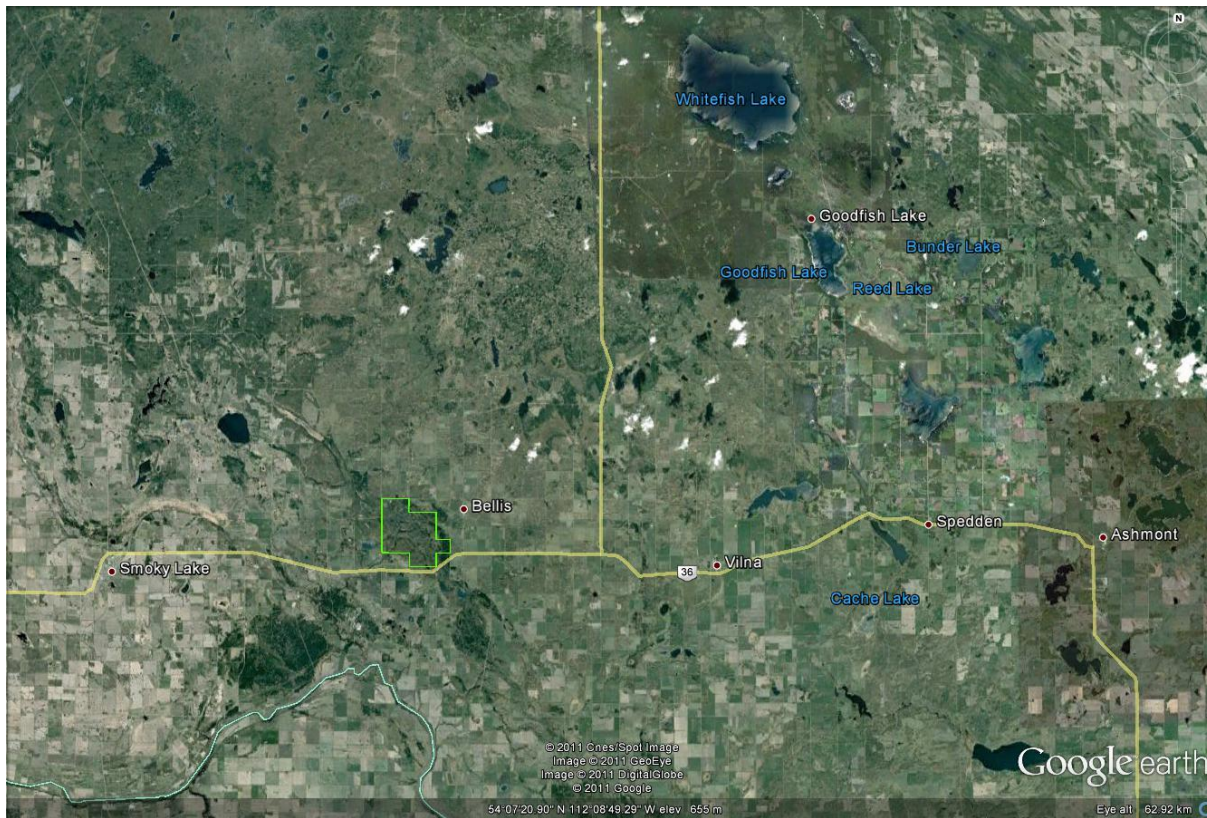 N
Whitefish Lake
Goodfish Lake
Bunder Lake
Goodfish Lake
Reed Lake
Bellis
Spedden
Ashmont
Smoky Lake
Vilna
36
Cache Lake
© 2011 Cnes/Spot Image
Image © 2011 GeoEye
Image © 2011 DigitalGlobe
© 2011 Google
Google earth
54°07'20.90" N 112°08'49.29" W elev 655 m
Eye alt 62.92 km